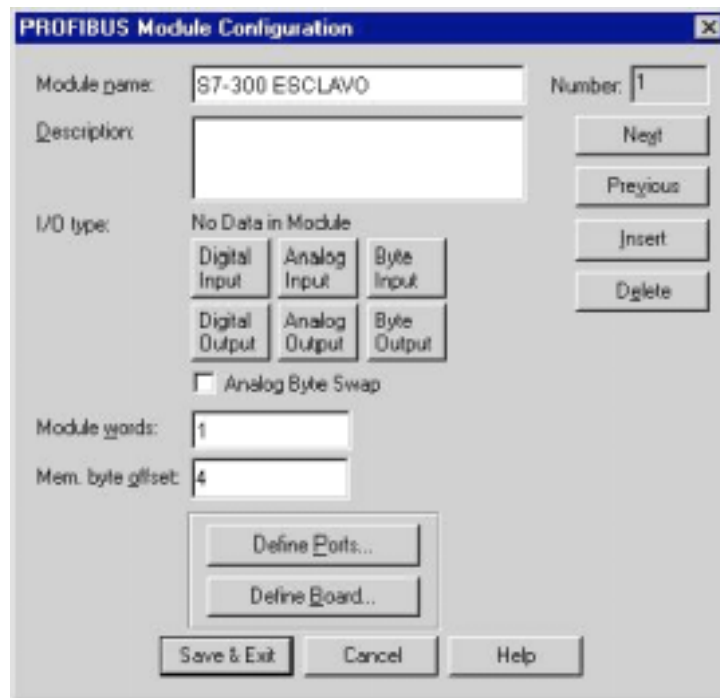 PROFIBUS Module Configuration
Module name: S7-300 ESCLAVO Number: 1
Description:
Next
Previous
I/O type: No Data in Module
Insert
Digital Input Analog Input Byte Input
Delete
Digital Output Analog Output Byte Output
Analog Byte Swap
Module words: 1
Mem. byte offset: 4
Define Ports...
Define Board...
Save & Exit Cancel Help